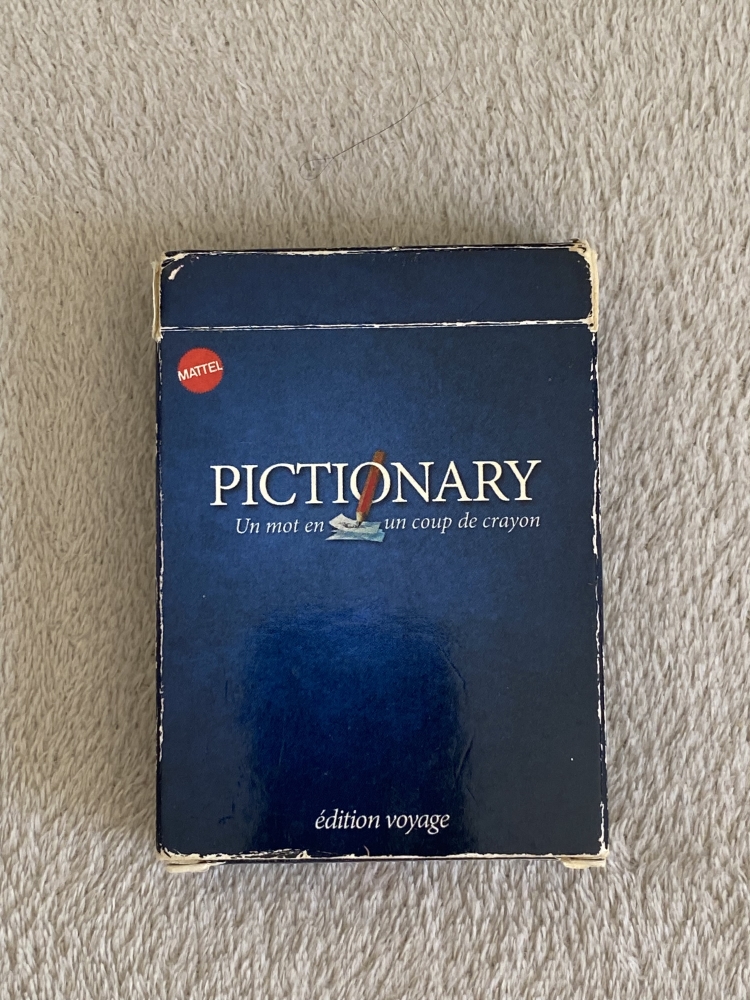 MATTEL
PICTIONARY
Un mot en un coup de crayon
édition voyage